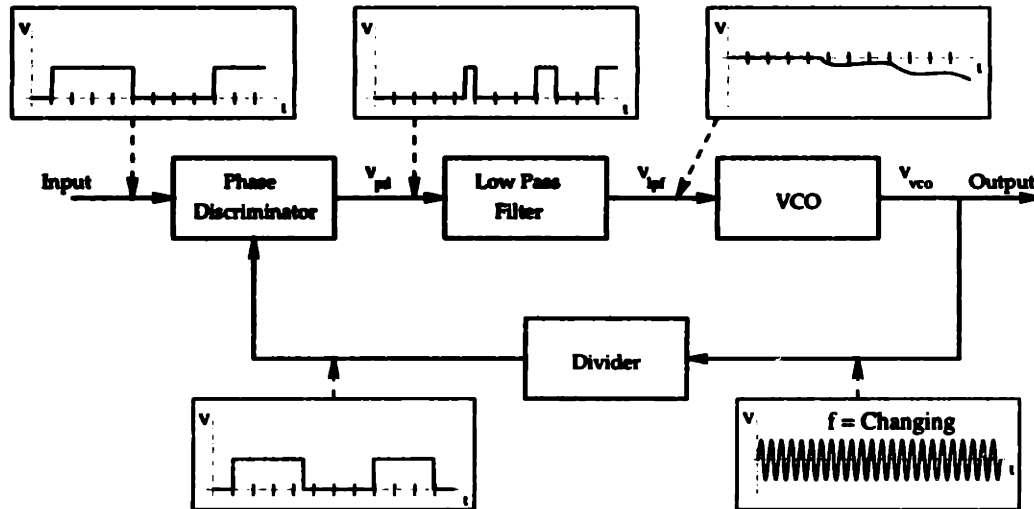 V
t
V
t
V
t
Input
Phase
Discriminator
V pd
Low Pass
Filter
V lpf
VCO
V vco
Output
Divider
V
t
f = Changing
V
t